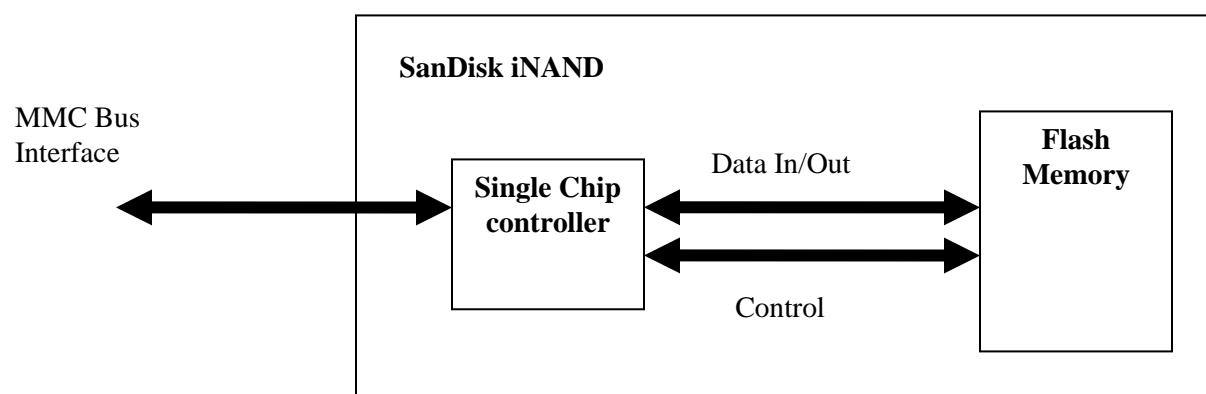 SanDisk iNAND
MMC Bus
Interface
Single Chip
controller
Data In/Out
Control
Flash
Memory